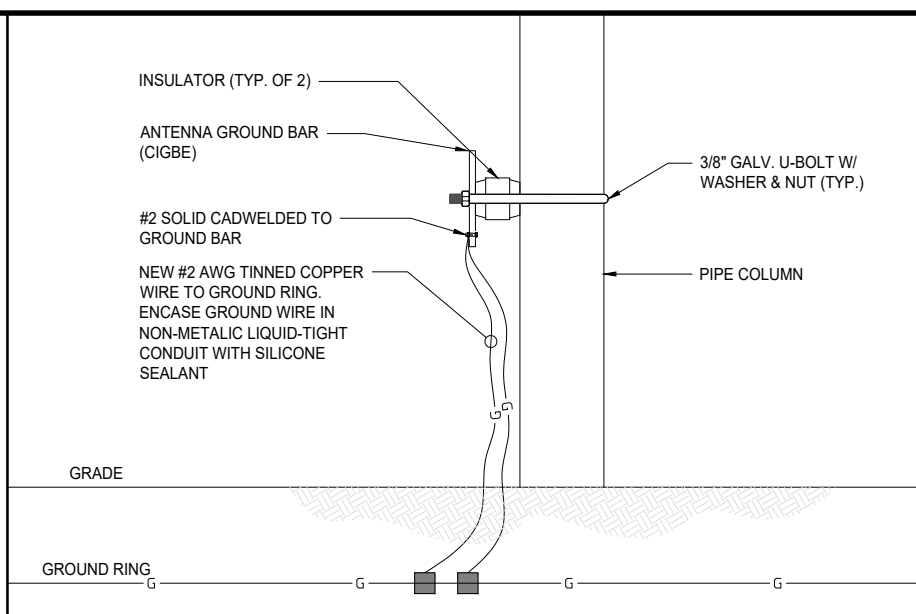 INSULATOR (TYP. OF 2)
ANTENNA GROUND BAR
(CIGBE)
3/8" GALV. U-BOLT W/
WASHER & NUT (TYP.)
#2 SOLID CADWELDED TO
GROUND BAR
NEW #2 AWG TINNED COPPER
WIRE TO GROUND RING.
ENCASE GROUND WIRE IN
NON-METALIC LIQUID-TIGHT
CONDUIT WITH SILICONE
SEALANT
PIPE COLUMN
G G
GRADE
GROUND RING
G G G G